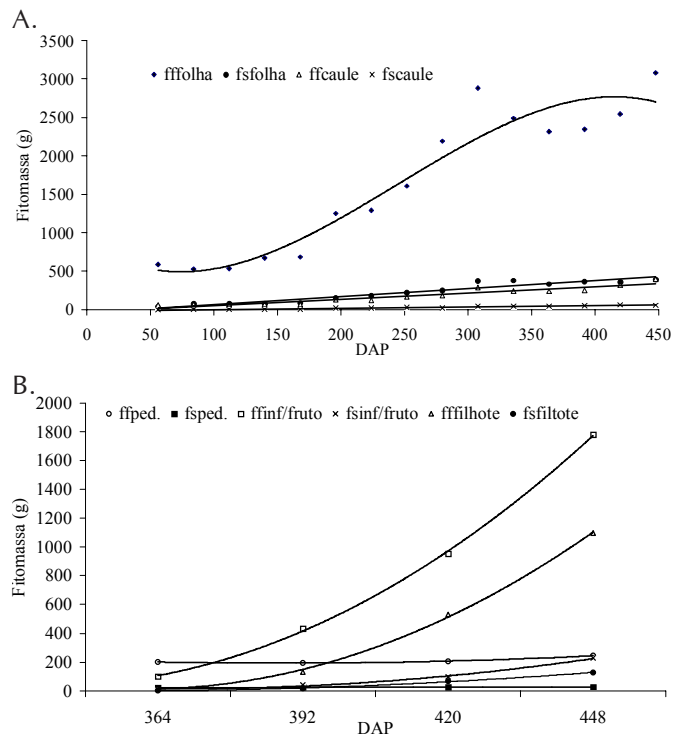 A.
3500
3000
2500
2000
1500
1000
500
0
Fitomassa (g)
fffolha fsfolha ffcaule fscaule
0 50 100 150 200 250 300 350 400 450
DAP
B.
2000
1800
1600
1400
1200
1000
800
600
400
200
0
Fitomassa (g)
ffped. fsped. ffinf/fruto fsinf/fruto fffilhote fsfiltote
364 392 420 448
DAP